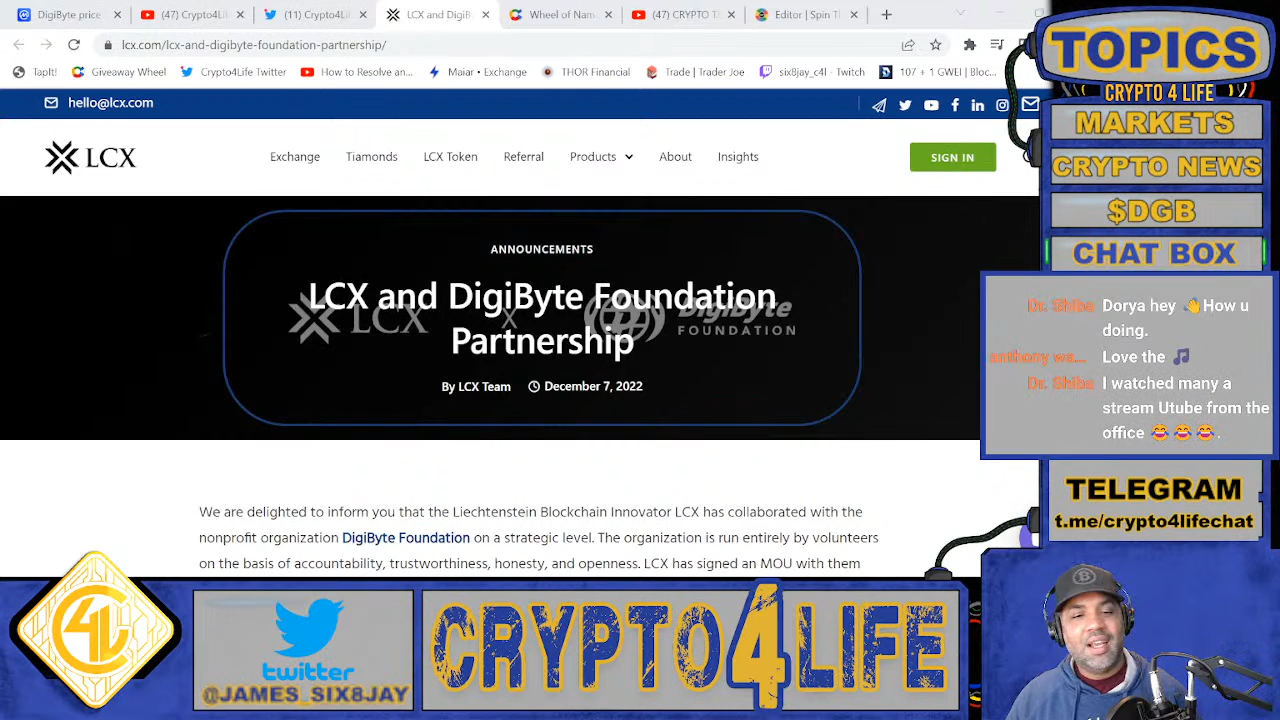 DigiByte price
(47) Crypto4Li
(11) Crypto4L
LCX and DigiB
Wheel of Nam
(47) CRYPTO T
Editor | Spin Tl
lcx.com/lcx-and-digibyte-foundation-partnership/
TapIt!
Giveaway Wheel
Crypto4Life Twitter
How to Resolve an...
Maiar • Exchange
THOR Financial
Trade | Trader Joe
six8jay_c4l - Twitch
107 + 1 GWEI | Bloc...
hello@lcx.com
LCX
Exchange
Tiamonds
LCX Token
Referral
Products
About
Insights
SIGN IN
ANNOUNCEMENTS
LCX and DigiByte Foundation
Partnership
LCX x DigiByte
FOUNDATION
By LCX Team
December 7, 2022
We are delighted to inform you that the Liechtenstein Blockchain Innovator LCX has collaborated with the
nonprofit organization DigiByte Foundation on a strategic level. The organization is run entirely by volunteers
on the basis of accountability, trustworthiness, honesty, and openness. LCX has signed an MOU with them
TOPICS
CRYPTO 4 LIFE
MARKETS
CRYPTO NEWS
$DGB
CHAT BOX
Dr. Shiba Dorya hey 👋How u
doing.
anthony wa... Love the 🎵
Dr. Shiba I watched many a
stream Utube from the
office 😂 😂 😂.
TELEGRAM
t.me/crypto4lifechat
C4L
twitter
@JAMES_SIX8JAY
CRYPTO4LIFE